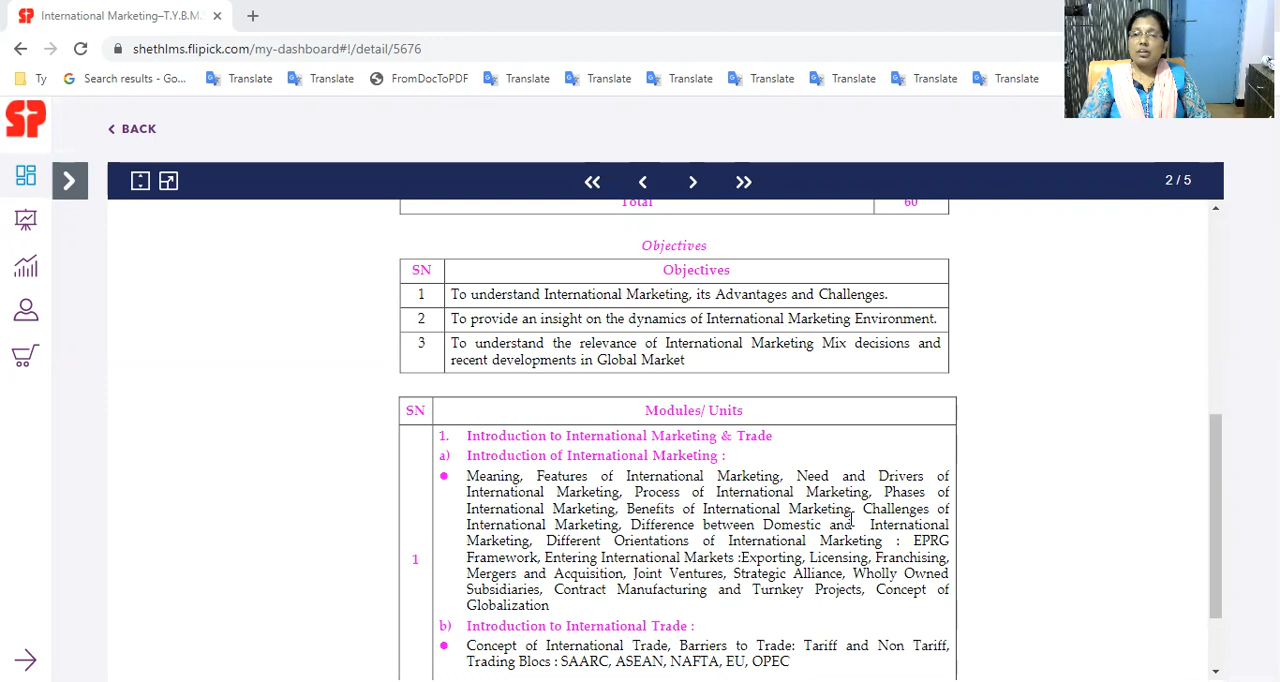 SP International Marketing–T.Y.B.M.S
shethlms.flipick.com/my-dashboard#!/detail/5676
Ty Search results - Go... Translate Translate FromDocToPDF Translate Translate Translate Translate Translate Translate Translate
SP
BACK
2 / 5
Total 60
Objectives
SN Objectives
1 To understand International Marketing, its Advantages and Challenges.
2 To provide an insight on the dynamics of International Marketing Environment.
3 To understand the relevance of International Marketing Mix decisions and
recent developments in Global Market
SN Modules/ Units
1. Introduction to International Marketing & Trade
a) Introduction of International Marketing :
● Meaning, Features of International Marketing, Need and Drivers of
International Marketing, Process of International Marketing, Phases of
International Marketing, Benefits of International Marketing, Challenges of
International Marketing, Difference between Domestic and International
Marketing, Different Orientations of International Marketing : EPRG
1 Framework, Entering International Markets :Exporting, Licensing, Franchising,
Mergers and Acquisition, Joint Ventures, Strategic Alliance, Wholly Owned
Subsidiaries, Contract Manufacturing and Turnkey Projects, Concept of
Globalization
b) Introduction to International Trade :
● Concept of International Trade, Barriers to Trade: Tariff and Non Tariff,
Trading Blocs : SAARC, ASEAN, NAFTA, EU, OPEC